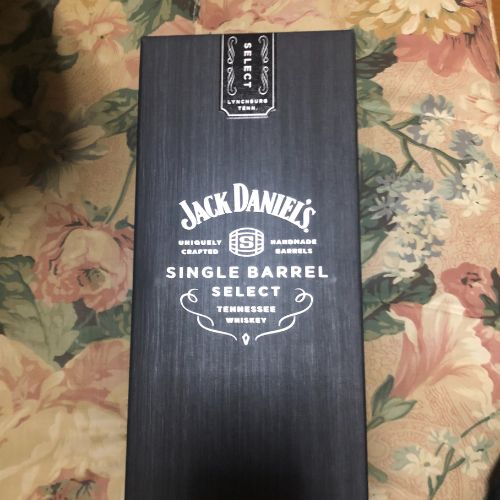 SELECT
LYNCHBURG
TENN.
JACK DANIEL'S
UNIQUELY CRAFTED
S
HANDMADE BARRELS
SINGLE BARREL
SELECT
TENNESSEE
WHISKEY